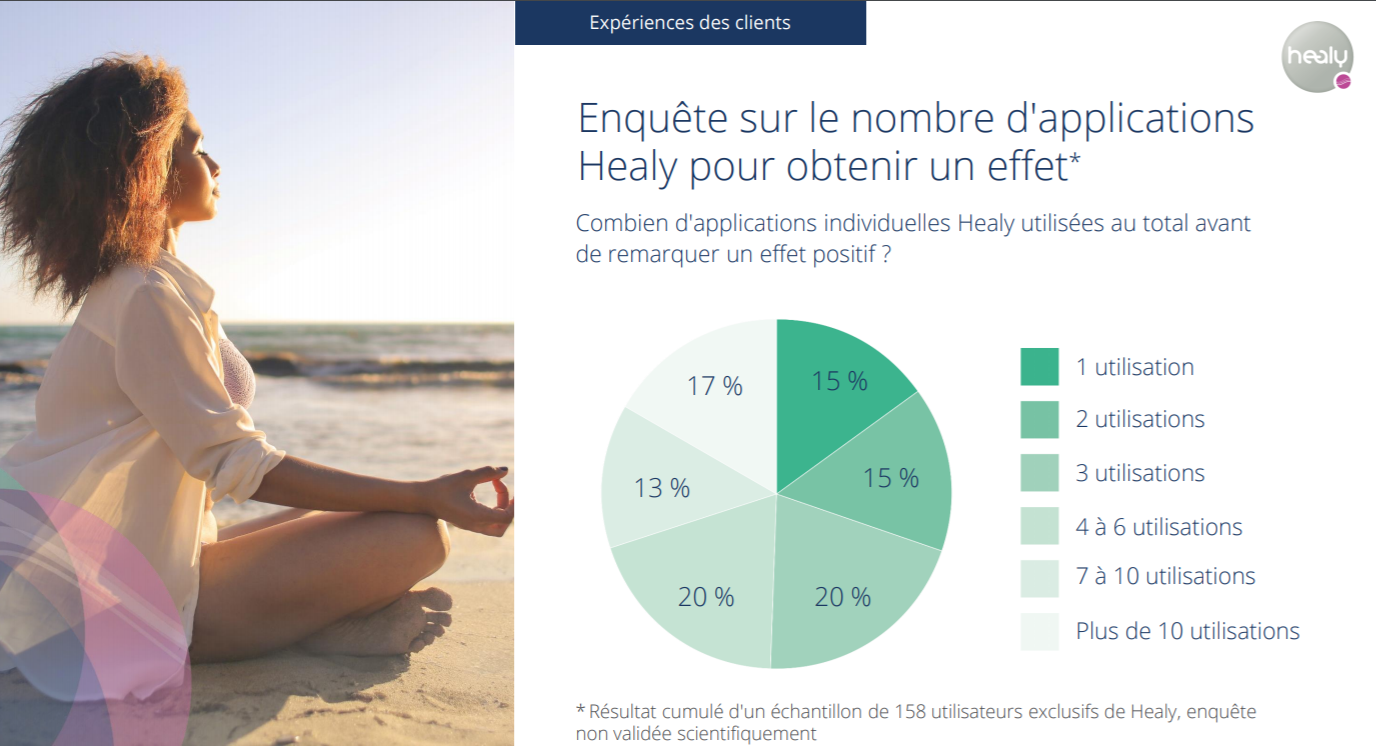 Expériences des clients
healy
Enquête sur le nombre d'applications
Healy pour obtenir un effet*
Combien d'applications individuelles Healy utilisées au total avant
de remarquer un effet positif ?
17 %
15 %
15 %
13 %
20 %
20 %
1 utilisation
2 utilisations
3 utilisations
4 à 6 utilisations
7 à 10 utilisations
Plus de 10 utilisations
* Résultat cumulé d'un échantillon de 158 utilisateurs exclusifs de Healy, enquête
non validée scientifiquement